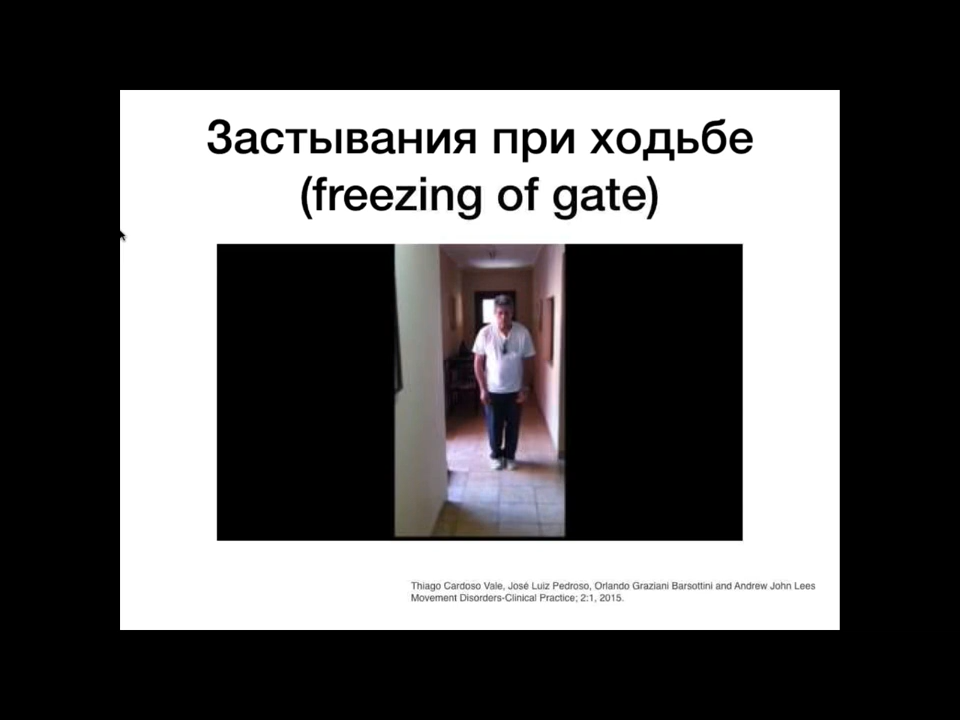 Застывания при ходьбе
(freezing of gate)
Thiago Cardoso Vale, José Luiz Pedroso, Orlando Graziani Barsottini and Andrew John Lees
Movement Disorders-Clinical Practice; 2:1, 2015.